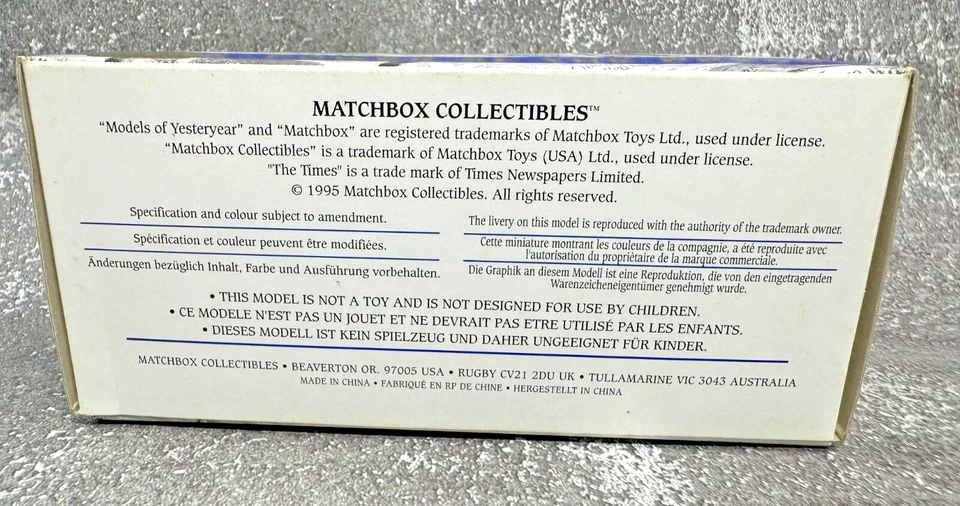 MATCHBOX COLLECTIBLES™
“Models of Yesteryear” and “Matchbox” are registered trademarks of Matchbox Toys Ltd., used under license.
“Matchbox Collectibles” is a trademark of Matchbox Toys (USA) Ltd., used under license.
"The Times" is a trade mark of Times Newspapers Limited.
© 1995 Matchbox Collectibles. All rights reserved.
Specification and colour subject to amendment.
Spécification et couleur peuvent être modifiées.
Änderungen bezüglich Inhalt, Farbe und Ausführung vorbehalten.
The livery on this model is reproduced with the authority of the trademark owner.
Cette miniature montrant les couleurs de la compagnie, a été reproduite avec
l'autorisation du propriétaire de la marque commerciale.
Die Graphik an diesem Modell ist eine Reproduktion, die von den eingetragenden
Warenzeicheneigentümer genehmigt wurde.
• THIS MODEL IS NOT A TOY AND IS NOT DESIGNED FOR USE BY CHILDREN.
• CE MODELE N'EST PAS UN JOUET ET NE DEVRAIT PAS ETRE UTILISÉ PAR LES ENFANTS.
• DIESES MODELL IST KEIN SPIELZEUG UND DAHER UNGEEIGNET FÜR KINDER.
MATCHBOX COLLECTIBLES • BEAVERTON OR. 97005 USA • RUGBY CV21 2DU UK • TULLAMARINE VIC 3043 AUSTRALIA
MADE IN CHINA • FABRIQUÉ EN RP DE CHINE • HERGESTELLT IN CHINA